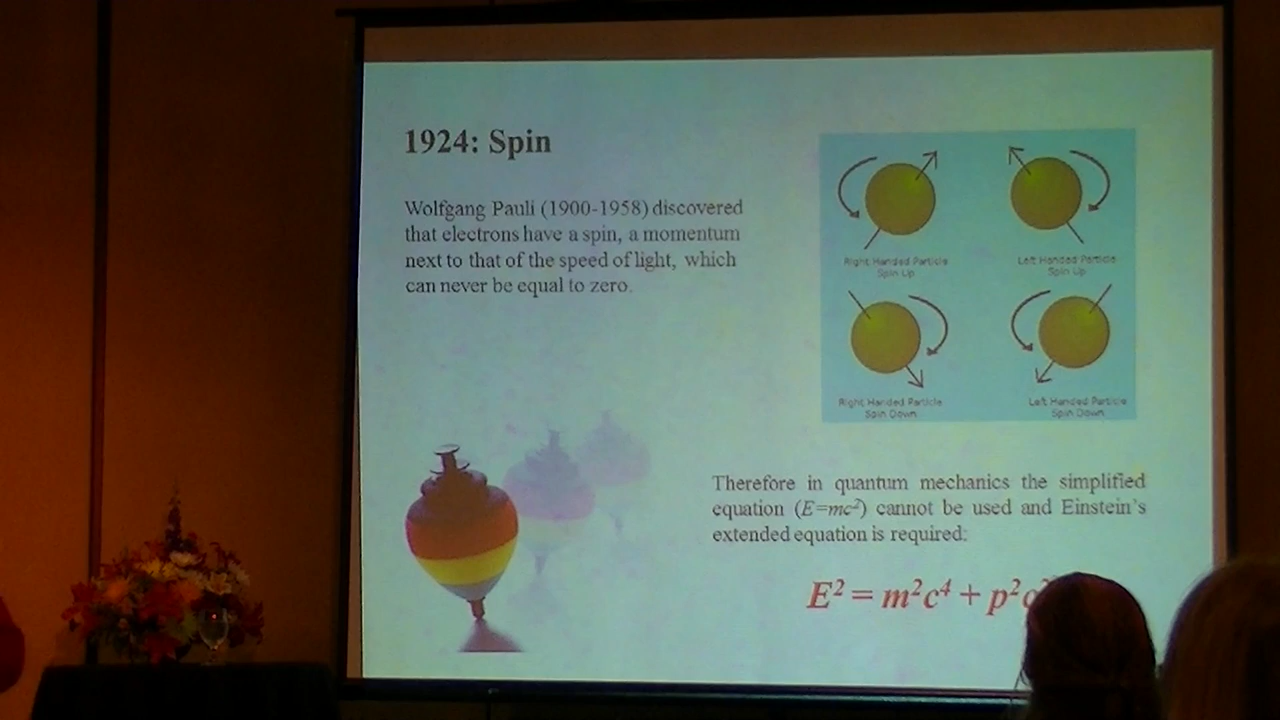 1924: Spin
Wolfgang Pauli (1900-1958) discovered
that electrons have a spin, a momentum
next to that of the speed of light, which
can never be equal to zero.
Right Handed Particle
Spin Up
Left Handed Particle
Spin Up
Right Handed Particle
Spin Down
Left Handed Particle
Spin Down
Therefore in quantum mechanics the simplified
equation (E=mc²) cannot be used and Einstein's
extended equation is required:
E² = m²c⁴ + p²c